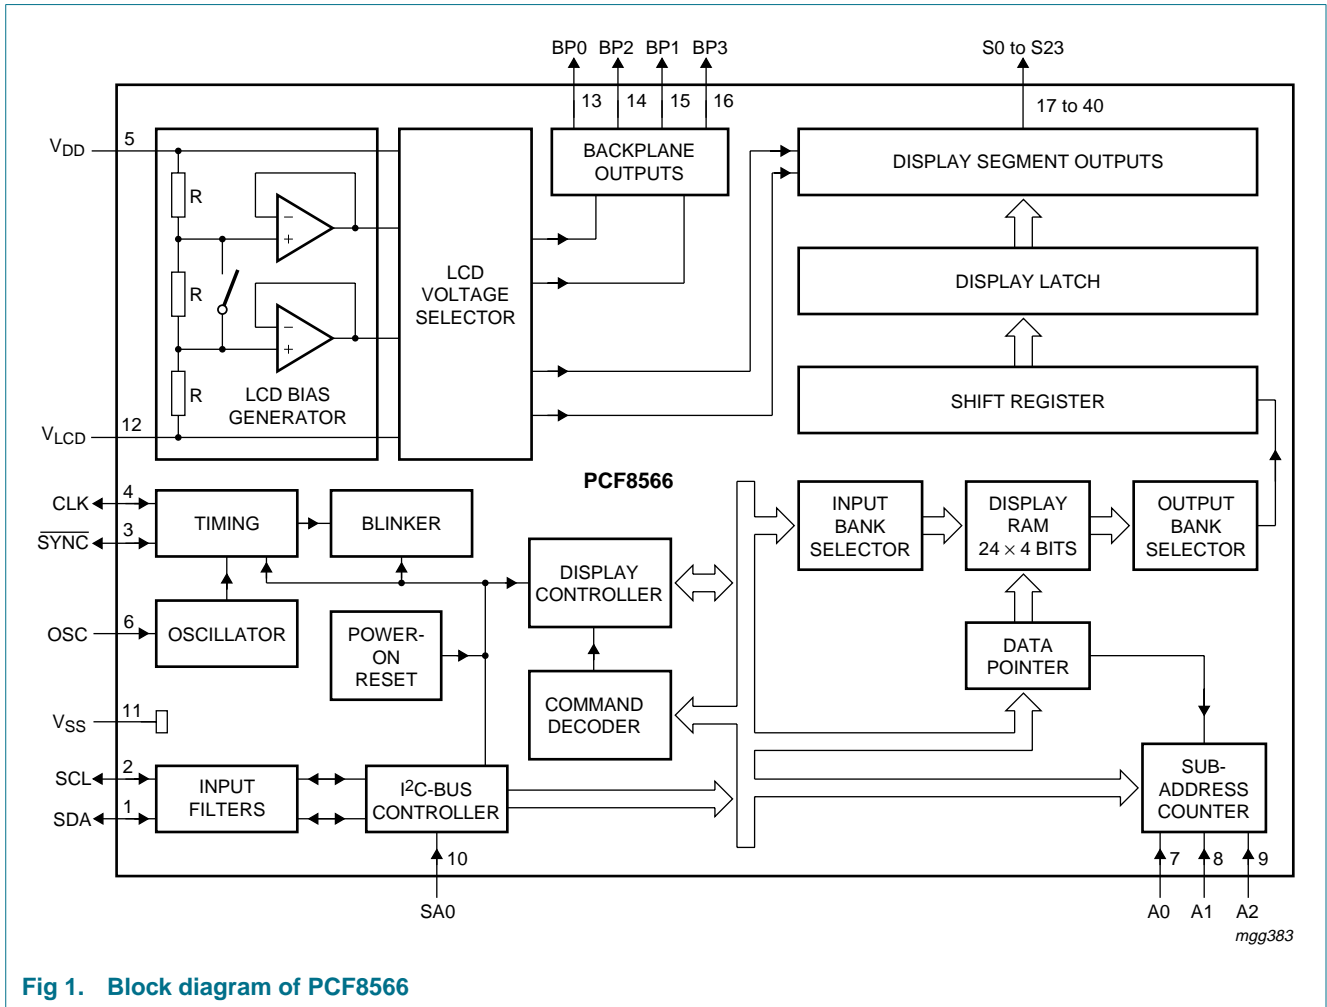 BP0 BP2 BP1 BP3 S0 to S23
13 14 15 16 17 to 40
VDD 5
BACKPLANE
OUTPUTS
DISPLAY SEGMENT OUTPUTS
R
−
+
R
−
+
R
LCD BIAS
GENERATOR
LCD
VOLTAGE
SELECTOR
DISPLAY LATCH
SHIFT REGISTER
VLCD 12
PCF8566
CLK 4
SYNC 3
TIMING
BLINKER
INPUT
BANK
SELECTOR
DISPLAY
RAM
24 × 4 BITS
OUTPUT
BANK
SELECTOR
DISPLAY
CONTROLLER
OSC 6
OSCILLATOR
POWER-
ON
RESET
DATA
POINTER
COMMAND
DECODER
VSS 11
SCL 2
SDA 1
INPUT
FILTERS
I2C-BUS
CONTROLLER
SUB-
ADDRESS
COUNTER
10 7 8 9
SA0 A0 A1 A2
mgg383
Fig 1. Block diagram of PCF8566